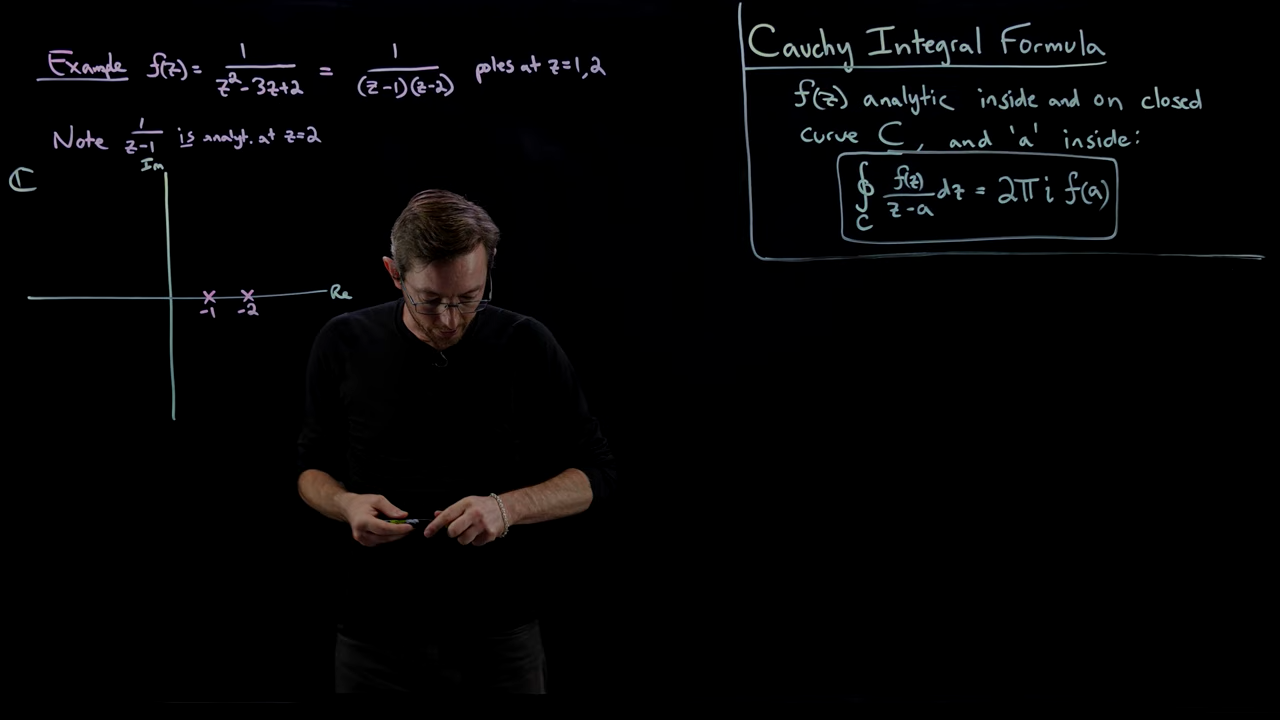 Example f(z) = 1/(z²-3z+2) = 1/((z-1)(z-2)) poles at z=1,2
Note 1/(z-1) is analyt. at z=2
ℂ
Im
Re
-1 -2
Cauchy Integral Formula
f(z) analytic inside and on closed
curve C, and 'a' inside:
∮_C f(z)/(z-a) dz = 2πi f(a)